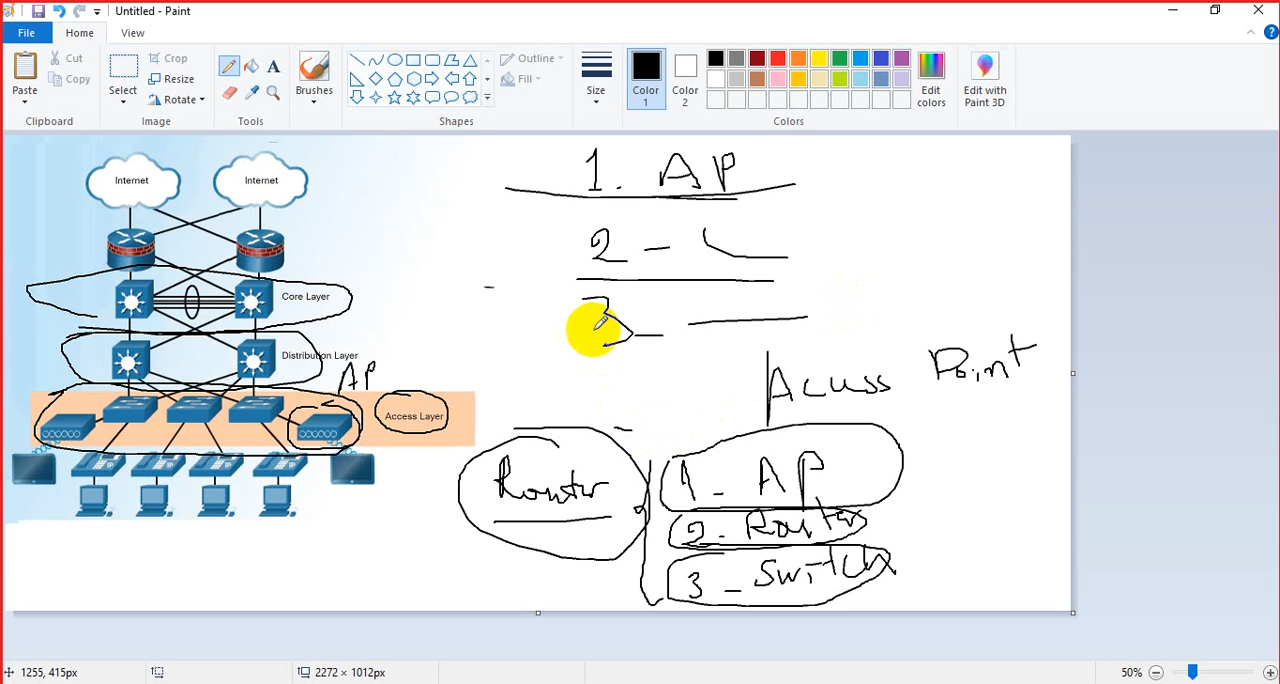 Untitled - Paint
File
Home
View
Paste
Cut
Copy
Clipboard
Select
Crop
Resize
Rotate
Image
A
Tools
Brushes
Shapes
Outline
Fill
Size
Color 1
Color 2
Edit colors
Edit with Paint 3D
Colors
Internet
Internet
Core Layer
Distribution Layer
AP
Access Layer
1. AP
2 -
3 -
Acuss Point
Router
1 - AP
2 - Router
3 - Switch
1255, 415px
2272 × 1012px
50%